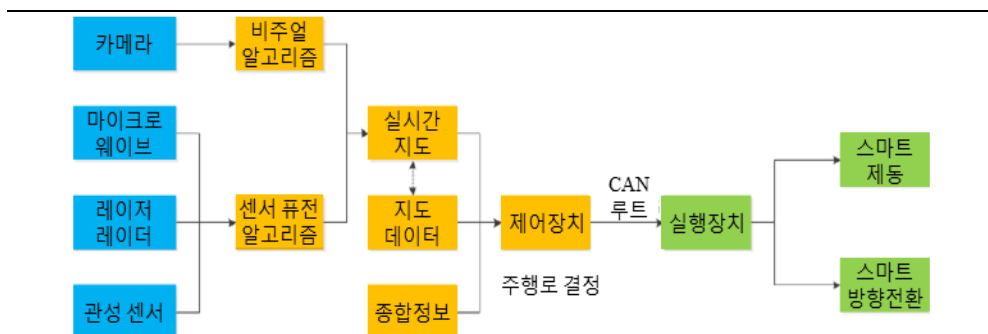 카메라
비주얼
알고리즘
마이크로
웨이브
실시간
지도
스마트
제동
레이저
레이더
센서 퓨전
알고리즘
지도
데이터
제어장치
CAN
루트
실행장치
주행로 결정
관성 센서
종합정보
스마트
방향전환